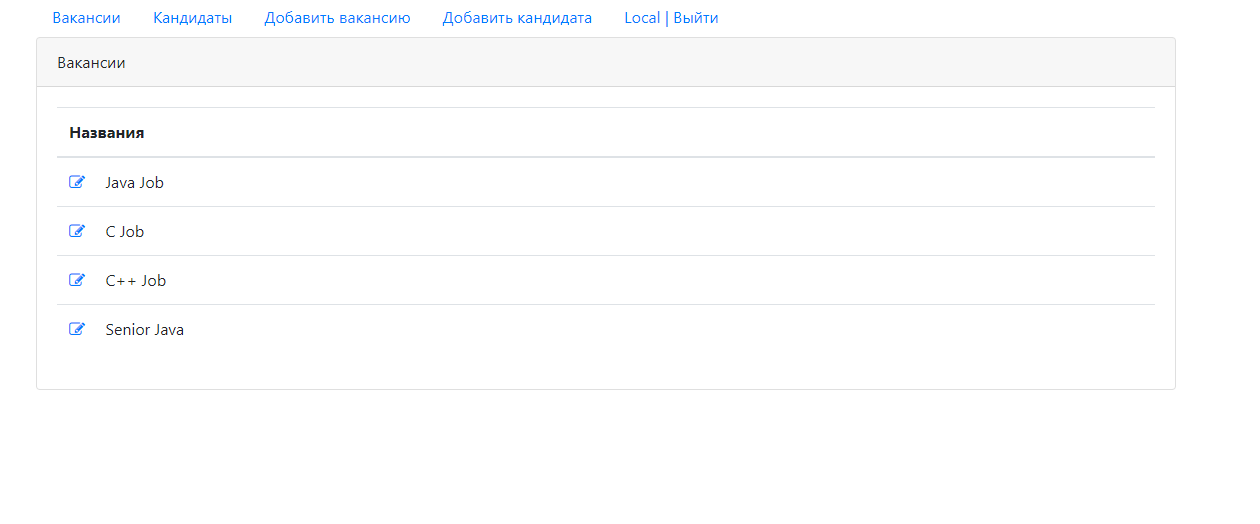 Вакансии Кандидаты Добавить вакансию Добавить кандидата Local | Выйти
Вакансии
Названия
Java Job
C Job
C++ Job
Senior Java